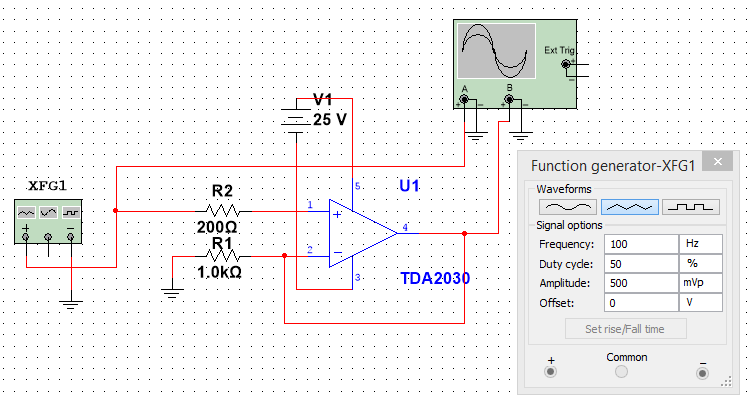 Ext Trig
+
−
A
B
+ − + −
V1
25 V
XFG1
+ −
R2
200Ω
R1
1.0kΩ
1
2
5
4
3
+
−
U1
TDA2030
Function generator-XFG1
Waveforms
Signal options
Frequency: 100 Hz
Duty cycle: 50 %
Amplitude: 500 mVp
Offset: 0 V
Set rise/Fall time
+ Common −